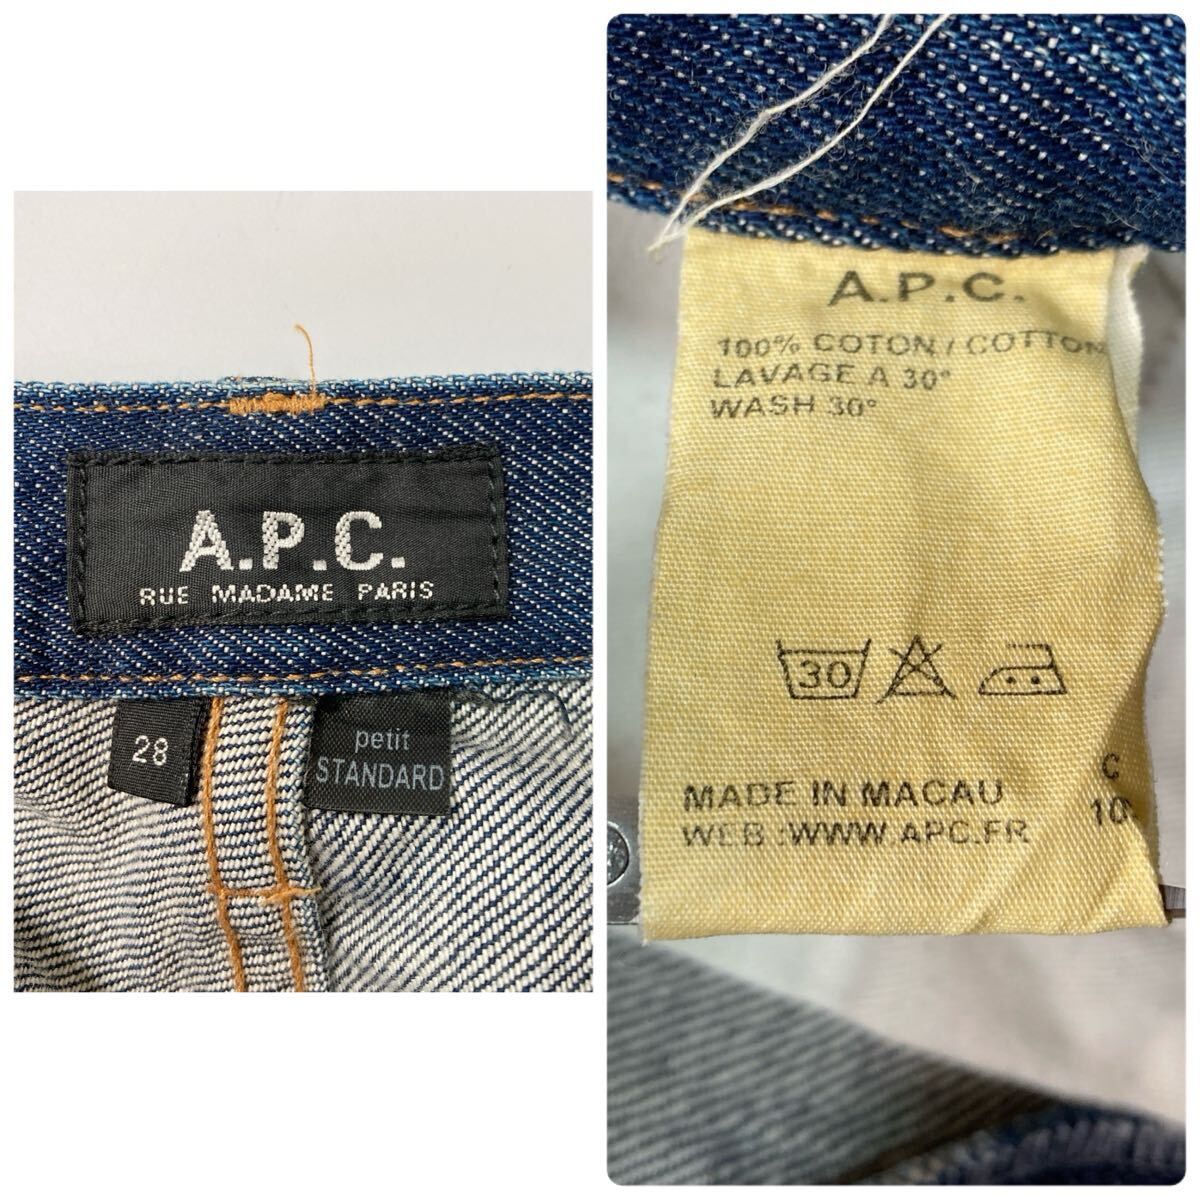 A.P.C.
RUE MADAME PARIS
28
petit
STANDARD
A.P.C.
100% COTON / COTTON
LAVAGE A 30°
WASH 30°
30
MADE IN MACAU
WEB :WWW.APC.FR
C
10